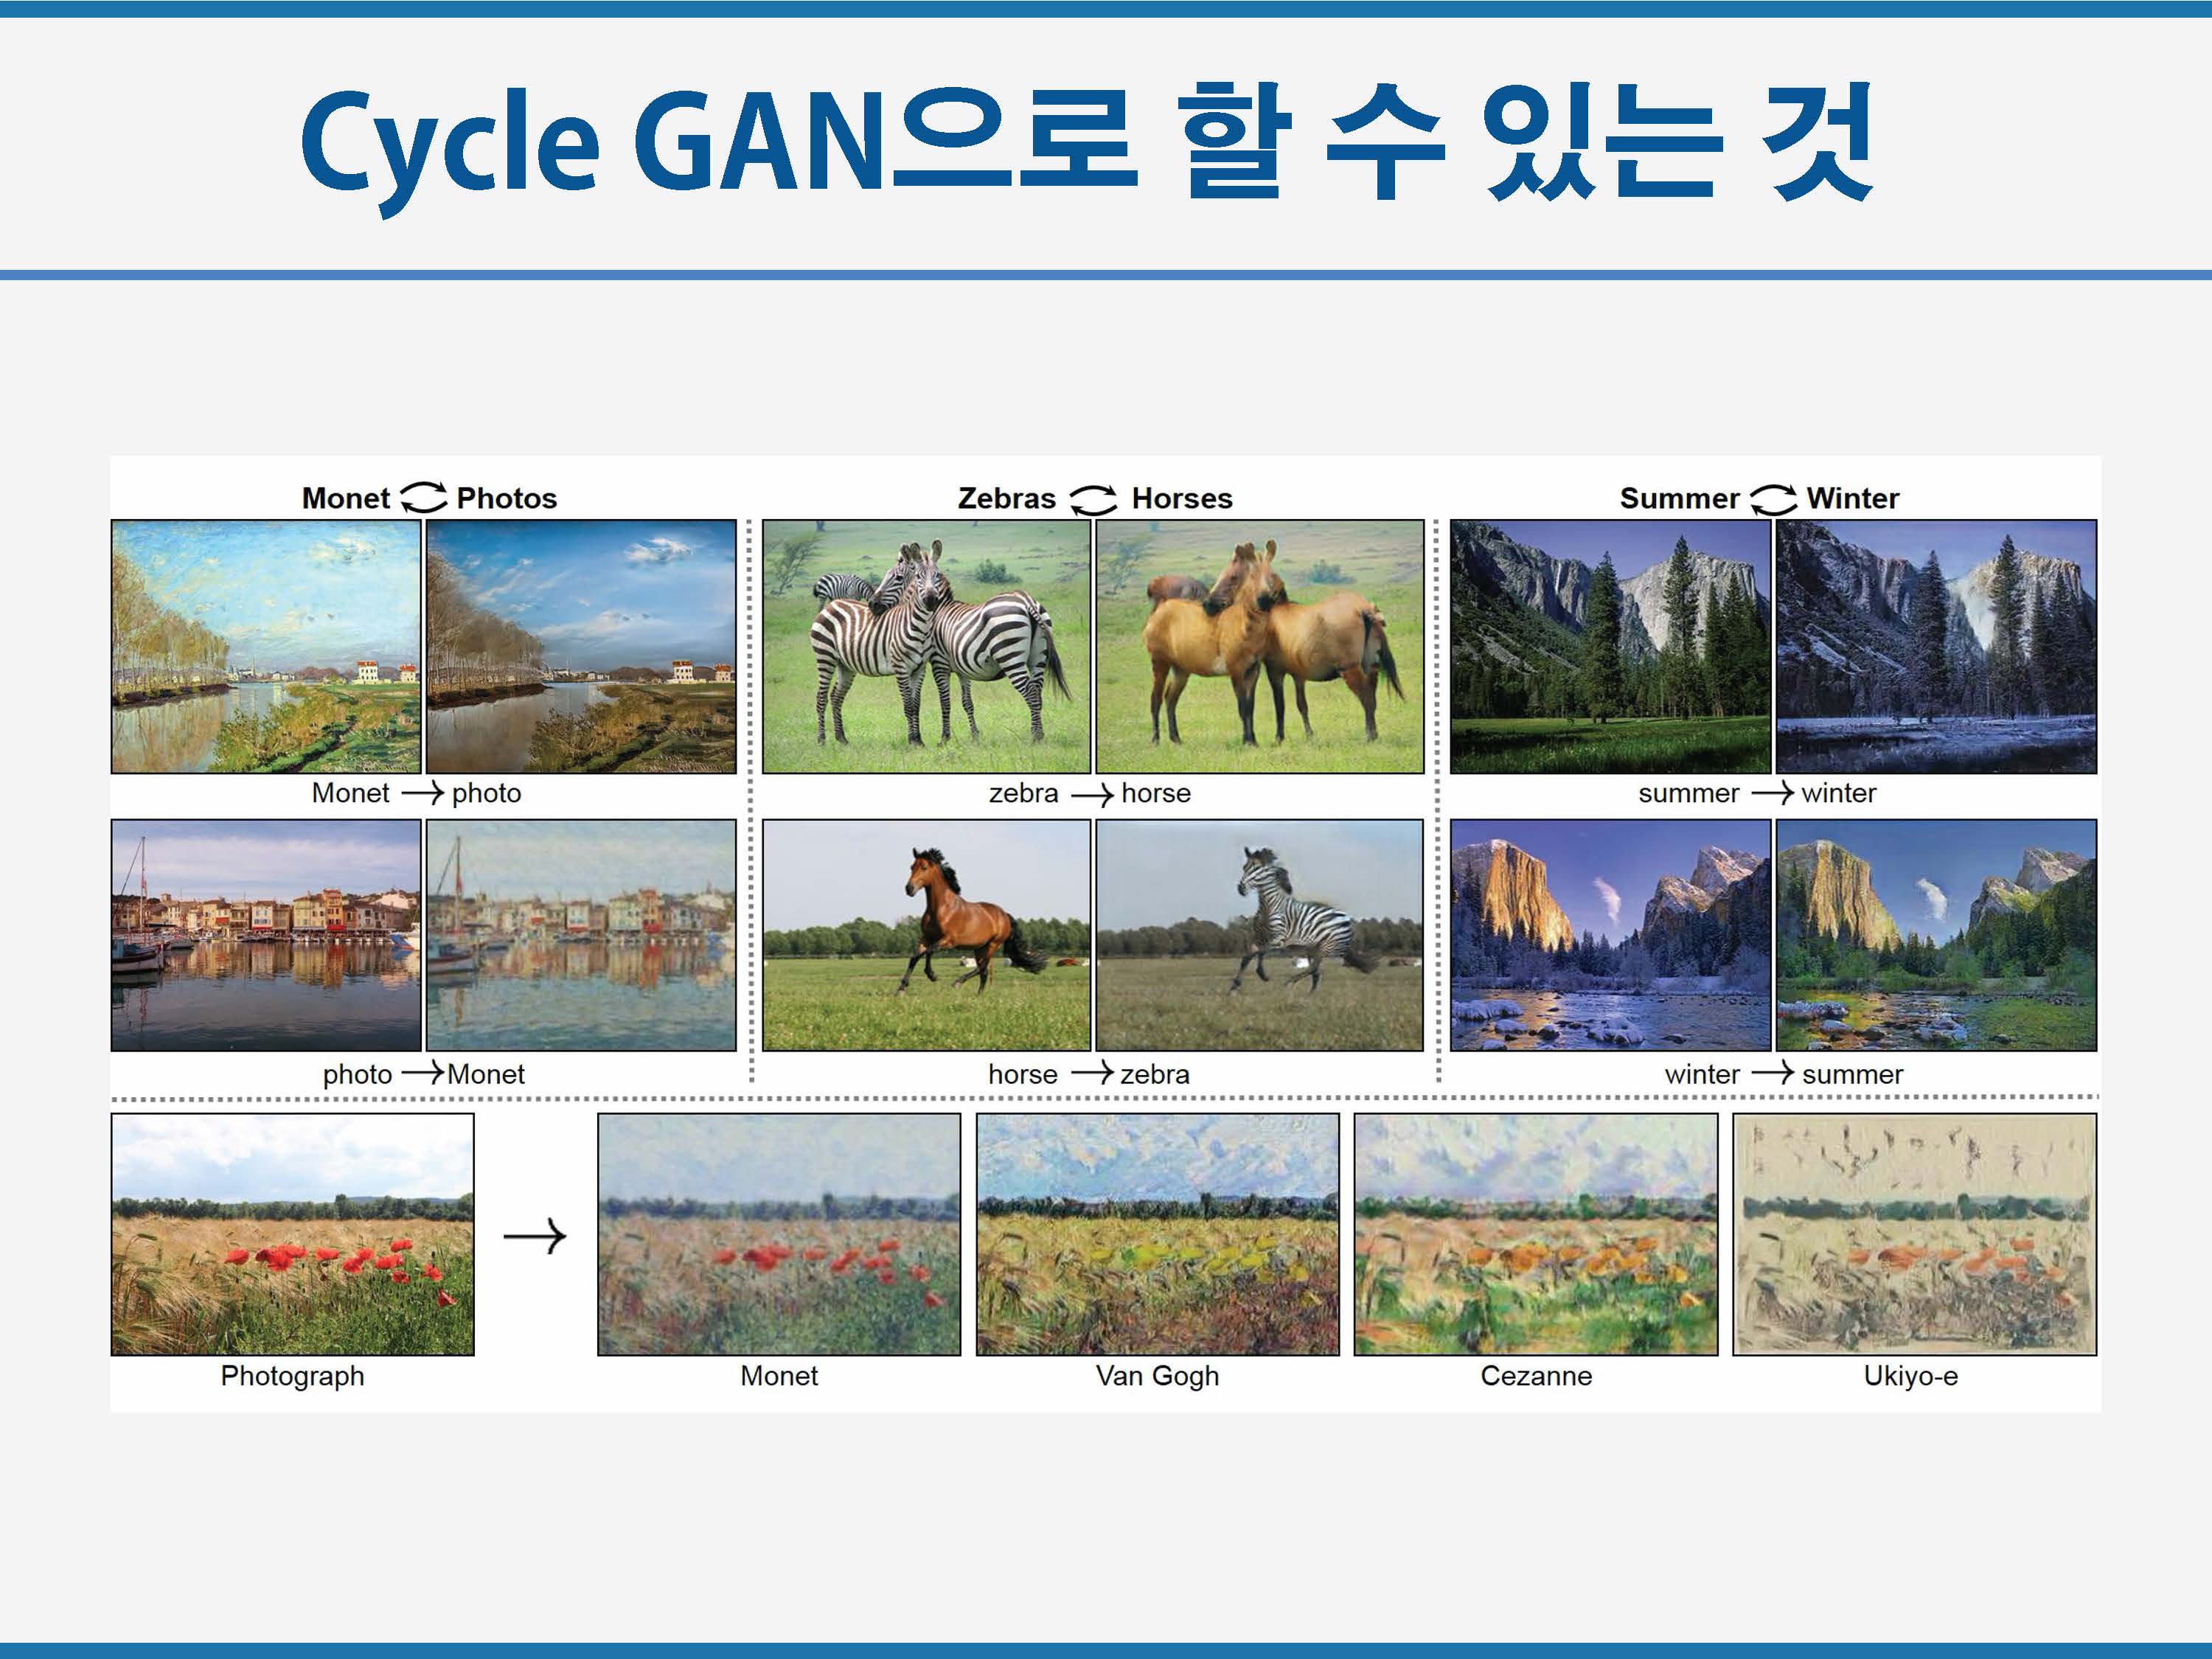 Cycle GAN으로 할 수 있는 것
Monet Photos
Zebras Horses
Summer Winter
Monet → photo
zebra → horse
summer → winter
photo → Monet
horse → zebra
winter → summer
→
Photograph
Monet
Van Gogh
Cezanne
Ukiyo-e